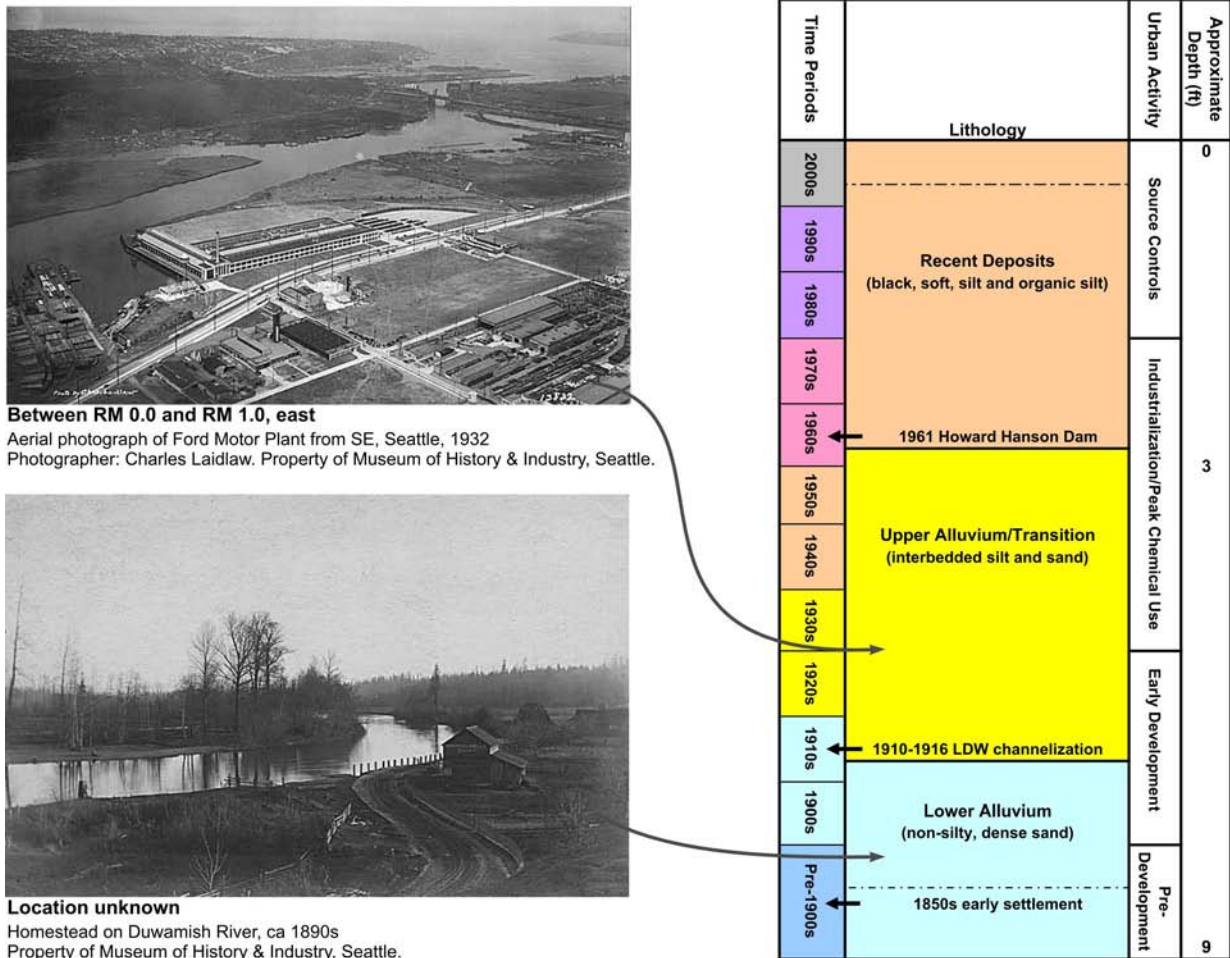 Photo by Charles Laidlaw
13832
Between RM 0.0 and RM 1.0, east
Aerial photograph of Ford Motor Plant from SE, Seattle, 1932
Photographer: Charles Laidlaw. Property of Museum of History & Industry, Seattle.
Location unknown
Homestead on Duwamish River, ca 1890s
Property of Museum of History & Industry, Seattle.
Time Periods
Lithology
Urban Activity
Approximate
Depth (ft)
2000s
1990s
1980s
1970s
1960s
1950s
1940s
1930s
1920s
1910s
1900s
Pre-1900s
Recent Deposits
(black, soft, silt and organic silt)
1961 Howard Hanson Dam
Upper Alluvium/Transition
(interbedded silt and sand)
1910-1916 LDW channelization
Lower Alluvium
(non-silty, dense sand)
1850s early settlement
Source Controls
Industrialization/Peak Chemical Use
Early Development
Pre-
Development
0
3
9